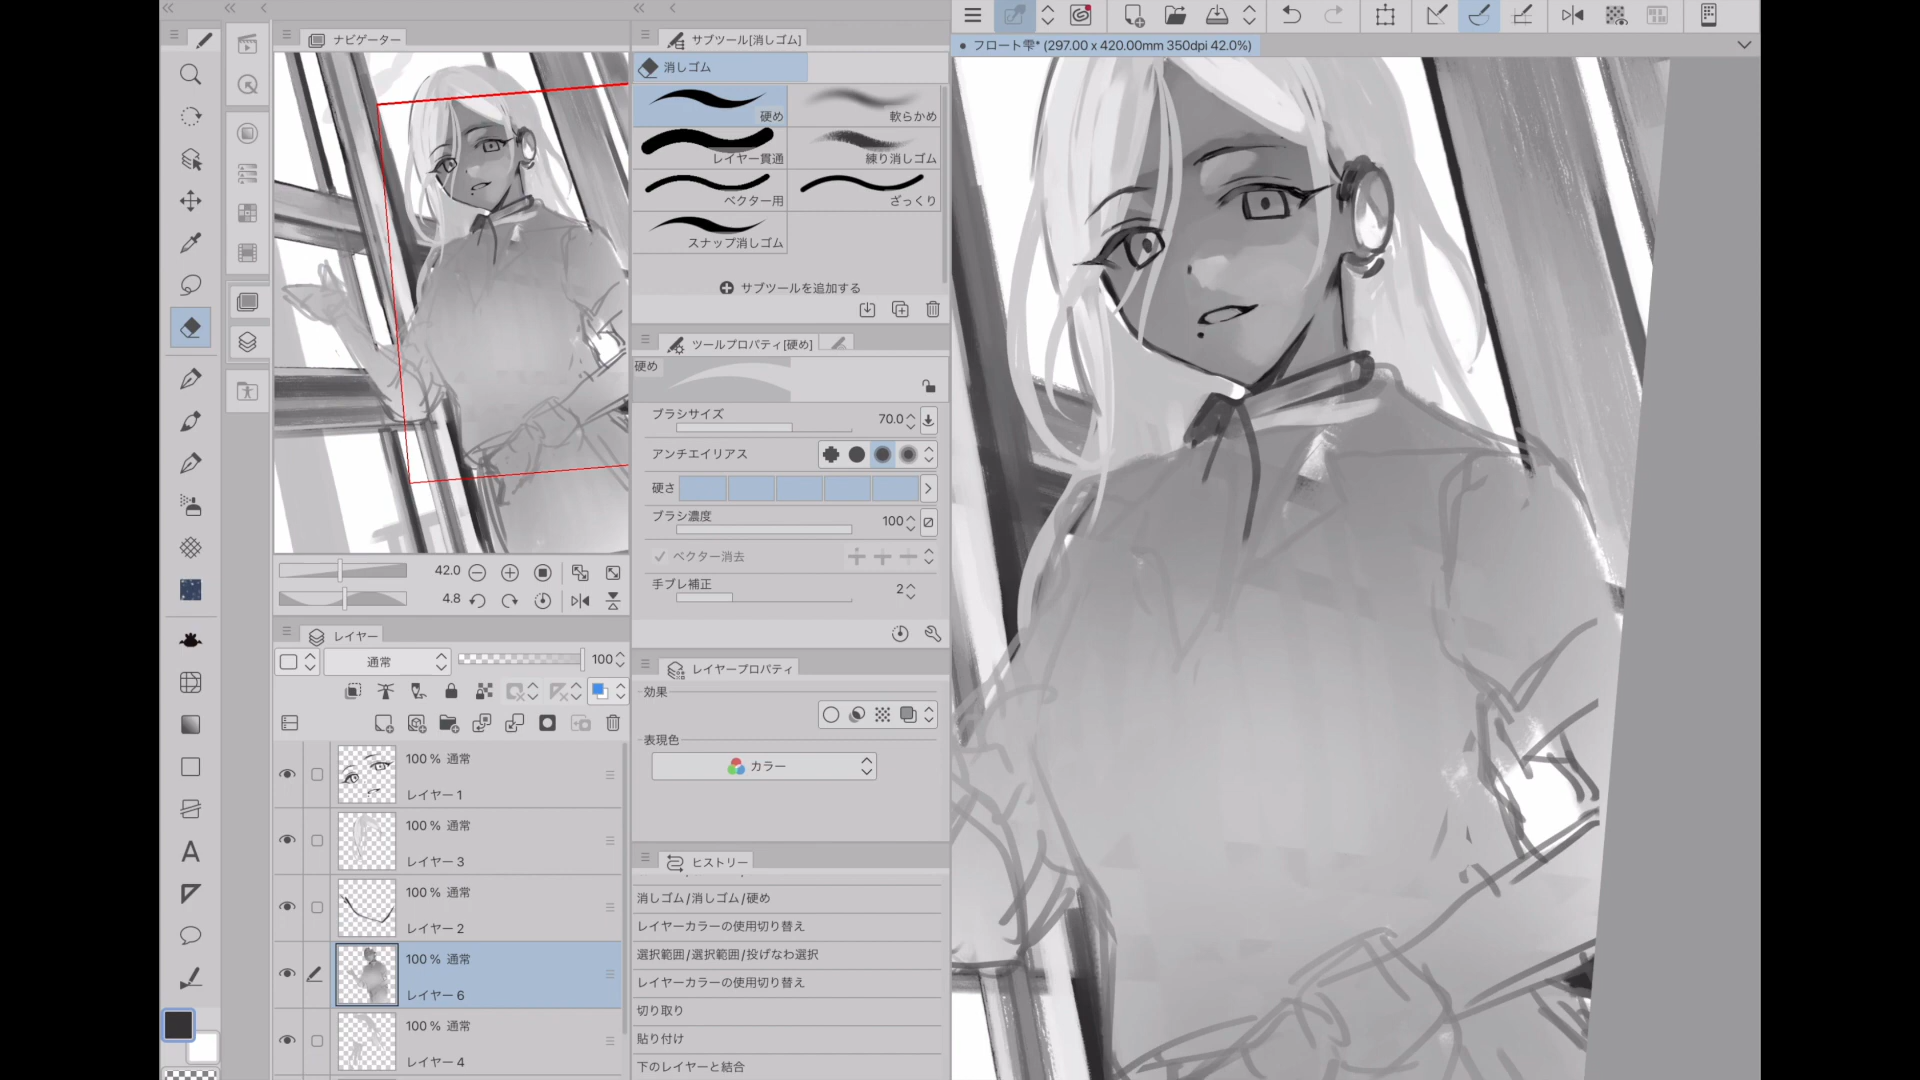 フロート雫* (297.00 x 420.00mm 350dpi 42.0%)
ナビゲーター
42.0
4.8
サブツール[消しゴム]
消しゴム
硬め
軟らかめ
レイヤー貫通
練り消しゴム
ベクター用
ざっくり
スナップ消しゴム
サブツールを追加する
ツールプロパティ[硬め]
硬め
ブラシサイズ
70.0
アンチエイリアス
硬さ
ブラシ濃度
100
ベクター消去
手ブレ補正
2
レイヤー
通常
100
100 % 通常
レイヤー 1
100 % 通常
レイヤー 3
100 % 通常
レイヤー 2
100 % 通常
レイヤー 6
100 % 通常
レイヤー 4
レイヤープロパティ
効果
表現色
カラー
ヒストリー
消しゴム/消しゴム/硬め
レイヤーカラーの使用切り替え
選択範囲/選択範囲/投げなわ選択
レイヤーカラーの使用切り替え
切り取り
貼り付け
下のレイヤーと結合